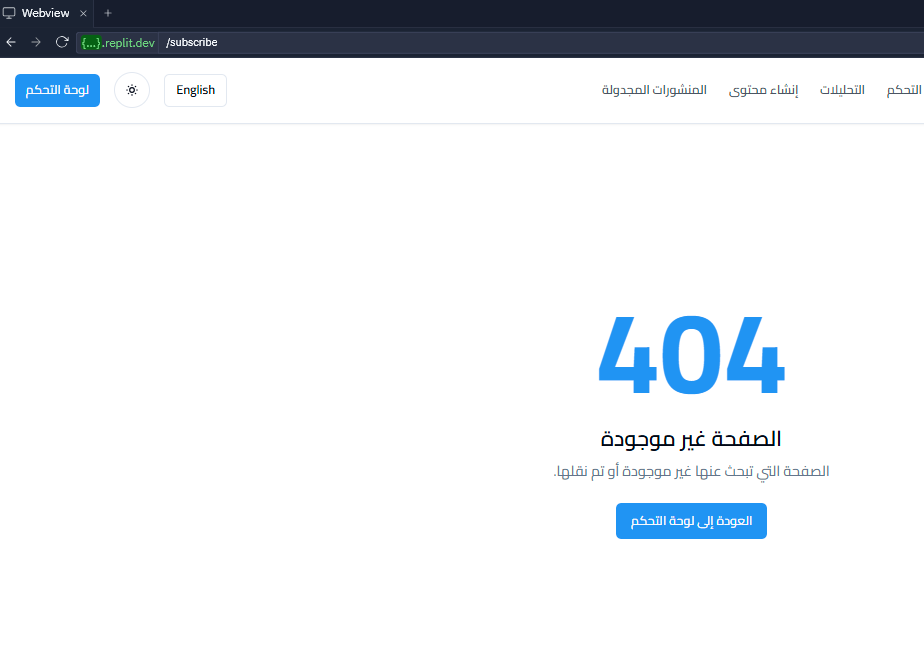 Webview
{...}.replit.dev /subscribe
التحكم التحليلات إنشاء محتوى المنشورات المجدولة English لوحة التحكم
404
الصفحة غير موجودة
الصفحة التي تبحث عنها غير موجودة أو تم نقلها.
العودة إلى لوحة التحكم